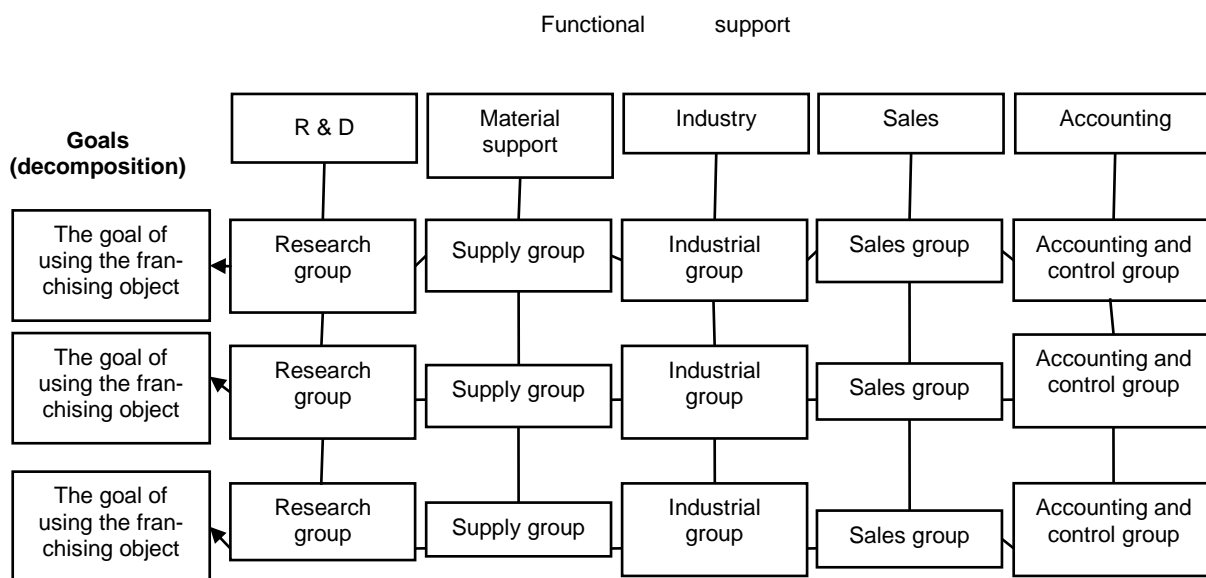 Functional support
R & D
Material
support
Industry
Sales
Accounting
Goals
(decomposition)
The goal of
using the fran-
chising object
Research
group
Supply group
Industrial
group
Sales group
Accounting and
control group
The goal of
using the fran-
chising object
Research
group
Supply group
Industrial
group
Sales group
Accounting and
control group
The goal of
using the fran-
chising object
Research
group
Supply group
Industrial
group
Sales group
Accounting and
control group